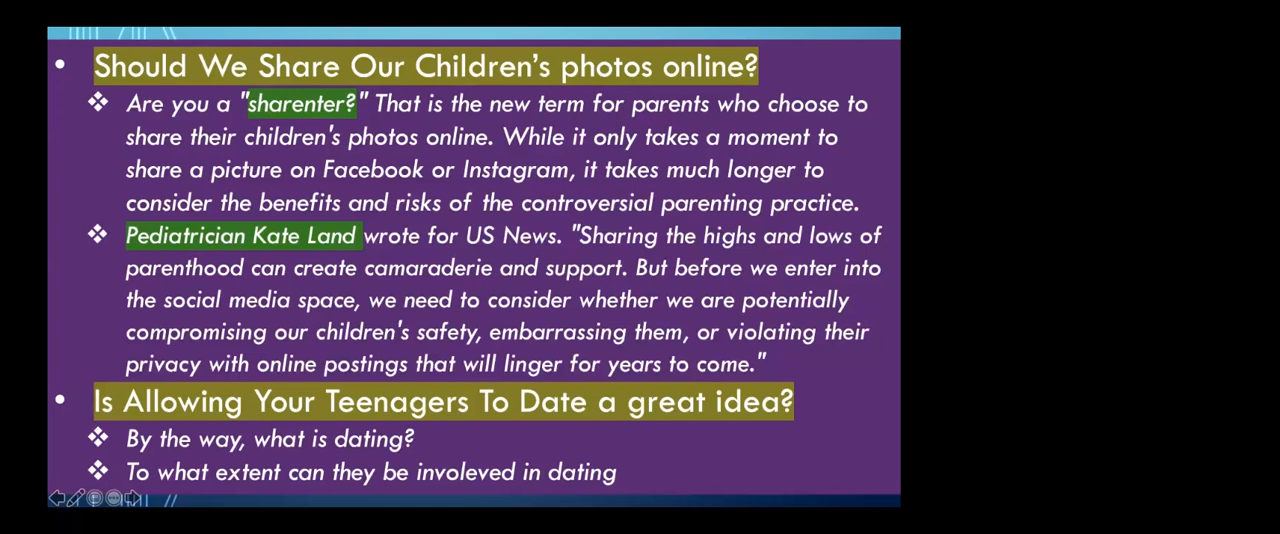 • Should We Share Our Children's photos online?
❖ Are you a "sharenter?" That is the new term for parents who choose to
share their children's photos online. While it only takes a moment to
share a picture on Facebook or Instagram, it takes much longer to
consider the benefits and risks of the controversial parenting practice.
❖ Pediatrician Kate Land wrote for US News. "Sharing the highs and lows of
parenthood can create camaraderie and support. But before we enter into
the social media space, we need to consider whether we are potentially
compromising our children's safety, embarrassing them, or violating their
privacy with online postings that will linger for years to come."
• Is Allowing Your Teenagers To Date a great idea?
❖ By the way, what is dating?
❖ To what extent can they be involeved in dating